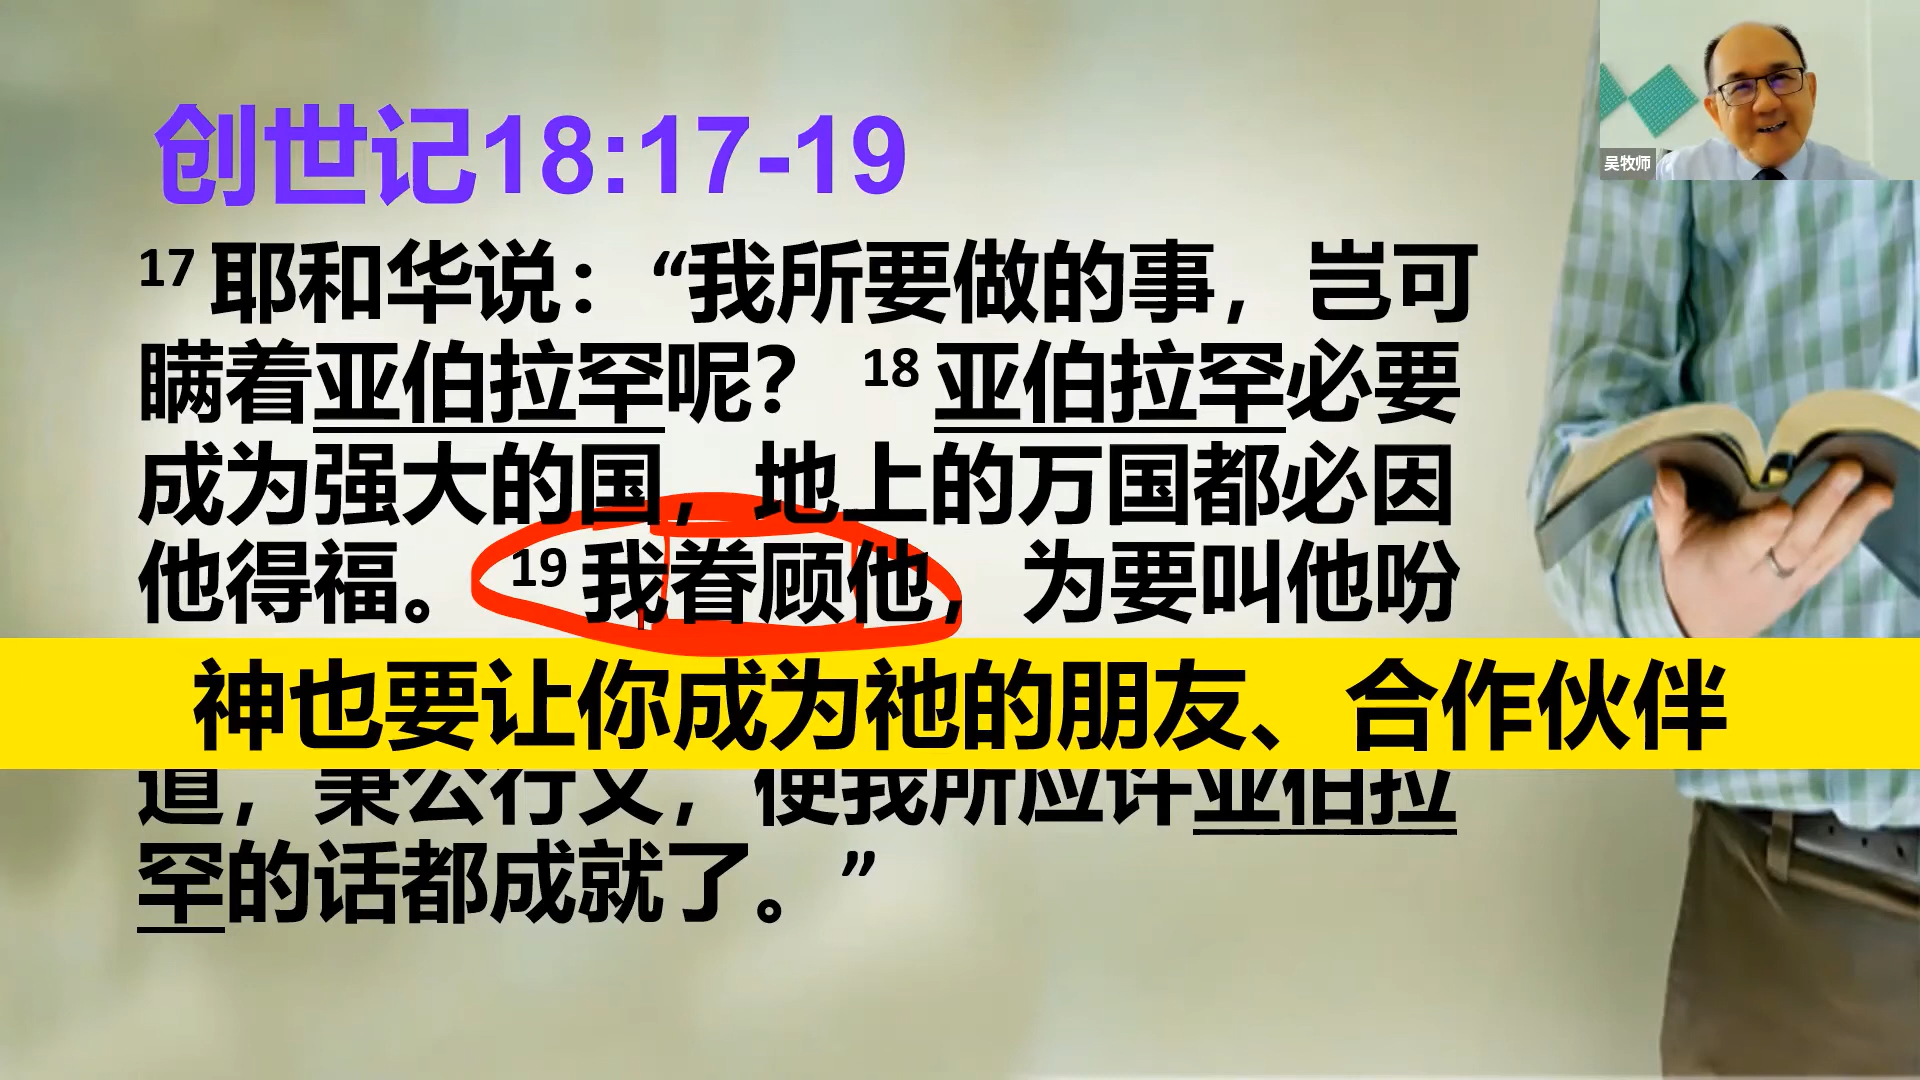 吴牧师
创世记18:17-19
17 耶和华说：“我所要做的事，岂可
瞒着亚伯拉罕呢？ 18 亚伯拉罕必要
成为强大的国，地上的万国都必因
他得福。 19 我眷顾他，为要叫他吩
神也要让你成为祂的朋友、合作伙伴
道，秉公行义，使我所应许亚伯拉
罕的话都成就了。”